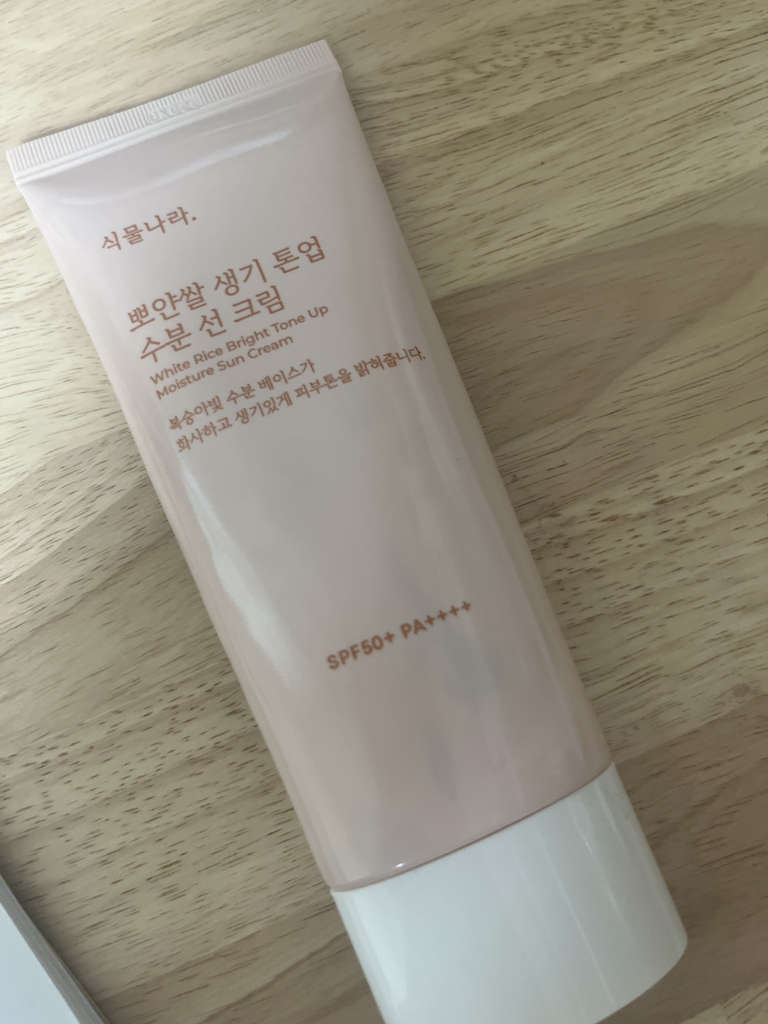 식물나라.
뽀얀쌀 생기 톤업
수분 선 크림
White Rice Bright Tone Up
Moisture Sun Cream
복숭아빛 수분 베이스가
화사하고 생기있게 피부톤을 밝혀줍니다.
SPF50+ PA++++